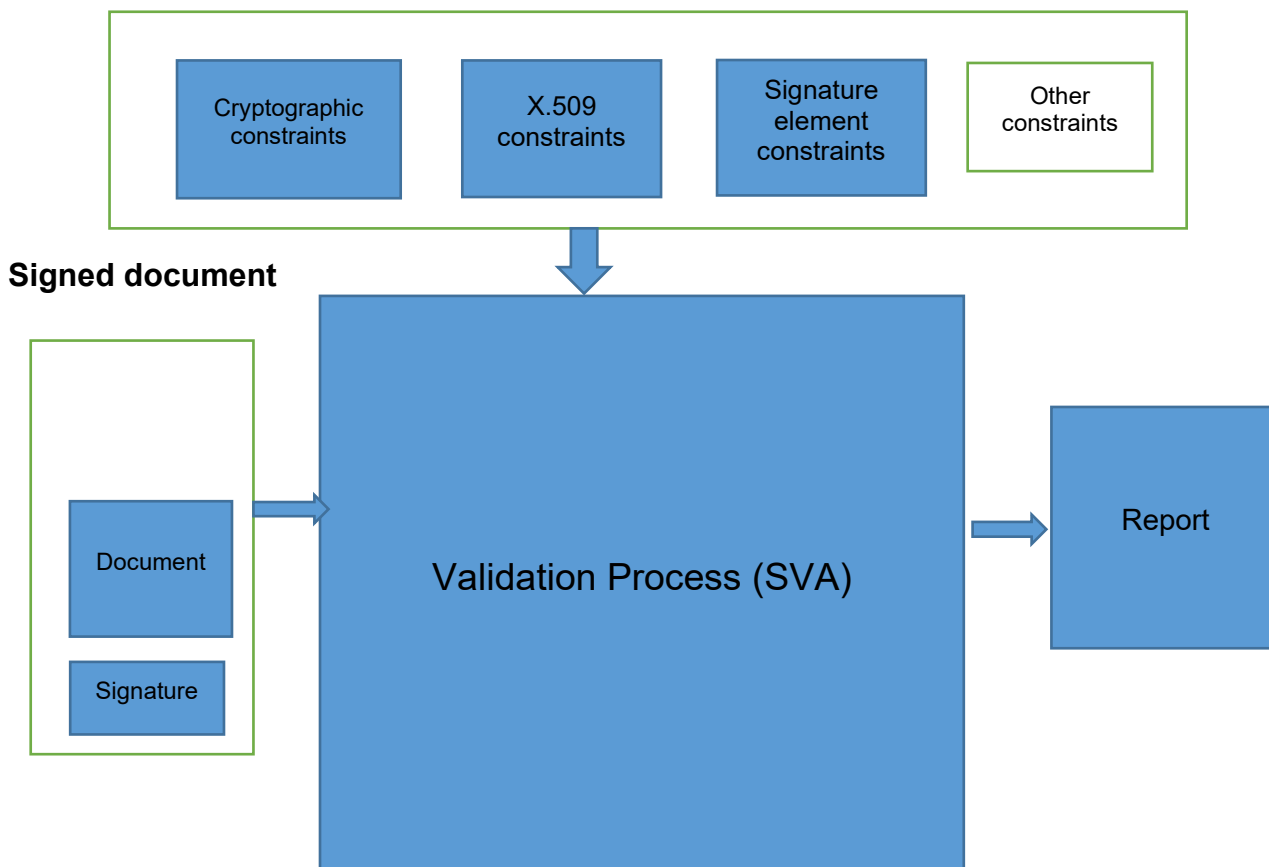 Cryptographic
constraints
X.509
constraints
Signature
element
constraints
Other
constraints
Signed document
Document
Signature
Validation Process (SVA)
Report